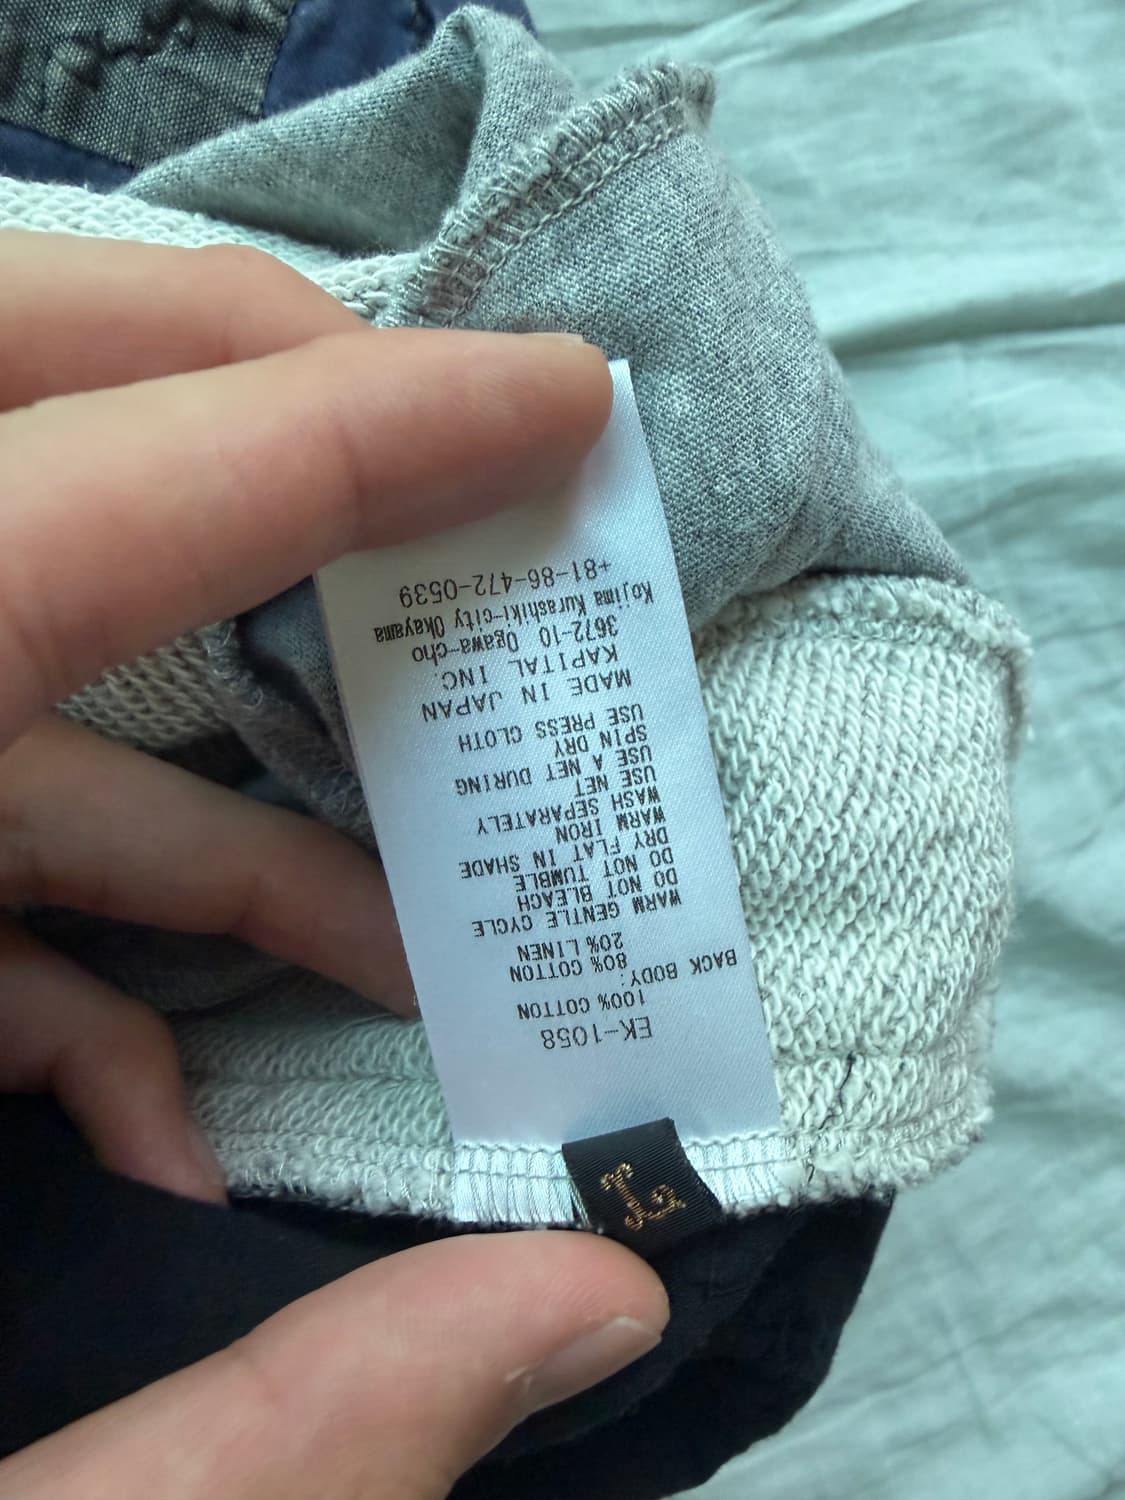 EK-1058
100% COTTON
BACK BODY:
80% COTTON
20% LINEN
WARM GENTLE CYCLE
DO NOT BLEACH
DO NOT TUMBLE
DRY FLAT IN SHADE
WARM IRON
WASH SEPARATELY
USE NET
USE A NET DURING
SPIN DRY
USE PRESS CLOTH
MADE IN JAPAN
KAPITAL INC.
3672-10 Ogawa-cho
Kojima Kurashiki-city Okayama
+81-86-472-0539